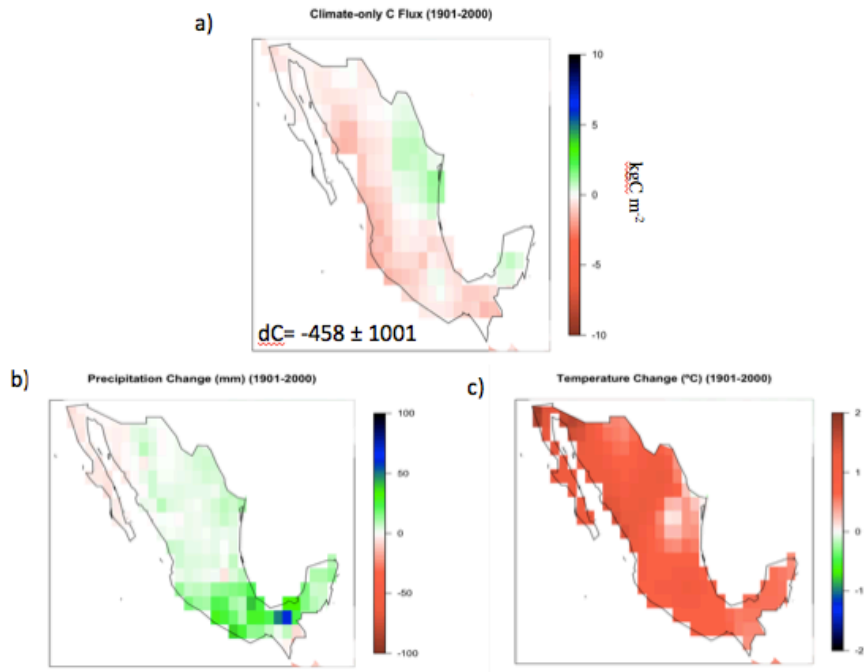 a)
Climate-only C Flux (1901-2000)
10
5
0
-5
-10
kgC m-2
dC= -458 ± 1001
b)
Precipitation Change (mm) (1901-2000)
100
50
0
-50
-100
c)
Temperature Change (ºC) (1901-2000)
2
1
0
-1
-2